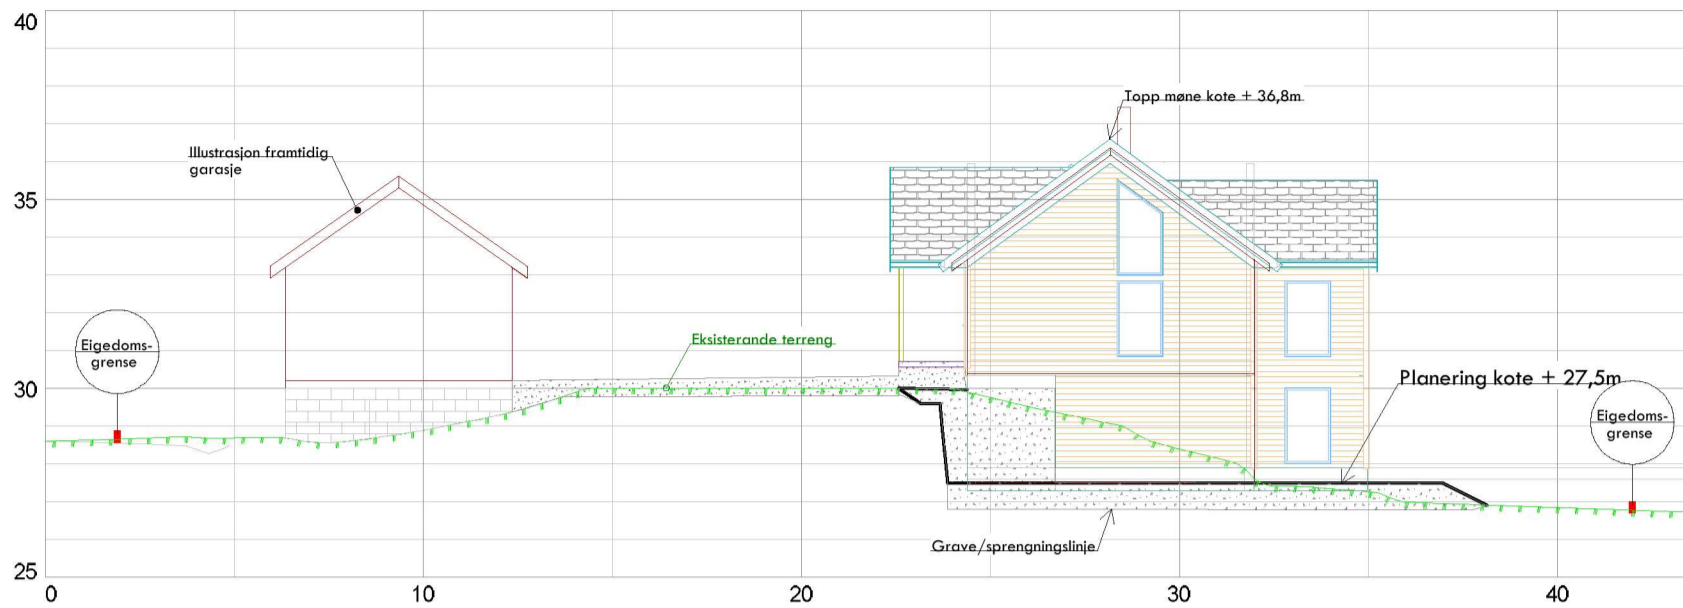 40
Topp møne kote + 36,8m
Illustrasjon framtidig
garasje
35
Eigedoms-
grense
Eksisterande terreng
30
Planering kote + 27,5m
Eigedoms-
grense
Grave/sprengningslinje
25
0
10
20
30
40